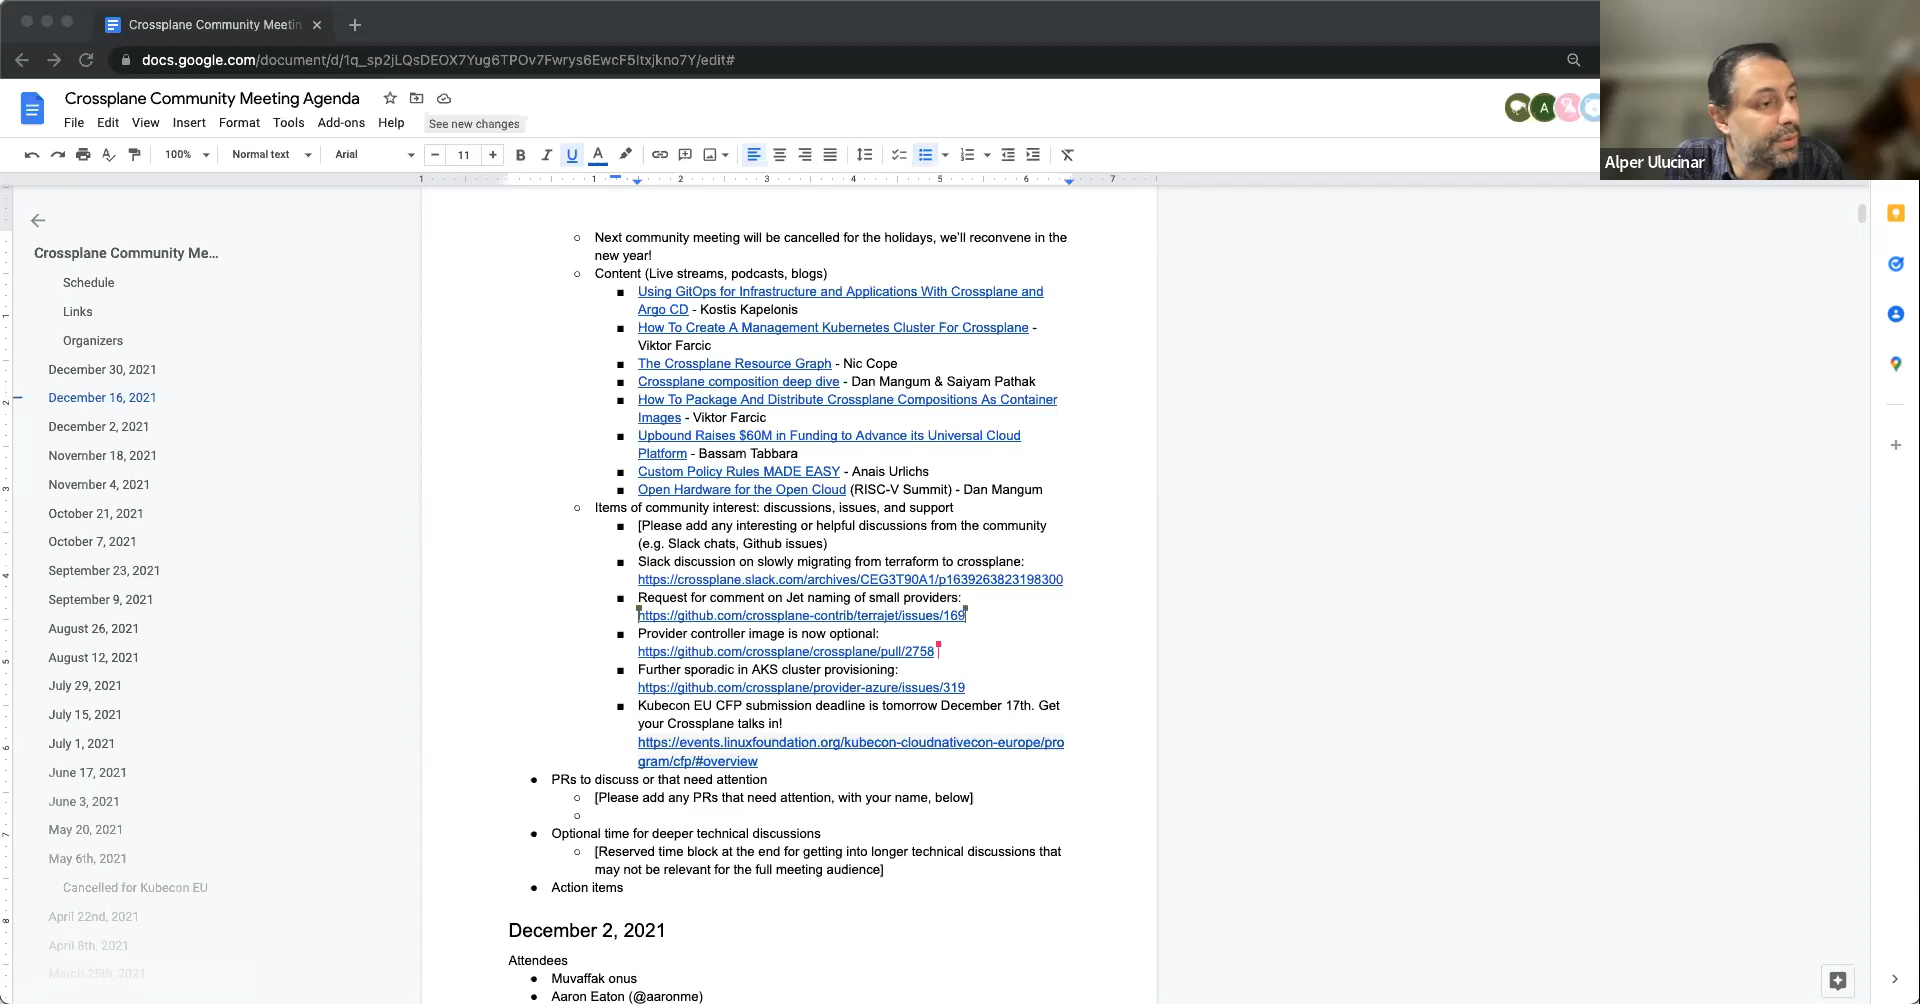 Crossplane Community Meetin
docs.google.com/document/d/1q_sp2jLQsDEOX7Yug6TPOv7Fwrys6EwcF5Itxjkno7Y/edit#
Crossplane Community Meeting Agenda
File Edit View Insert Format Tools Add-ons Help See new changes
A
100% Normal text Arial 11
Alper Ulucinar
1 1 2 3 4 5 6 7
Crossplane Community Me...
Schedule
Links
Organizers
December 30, 2021
December 16, 2021
December 2, 2021
November 18, 2021
November 4, 2021
October 21, 2021
October 7, 2021
September 23, 2021
September 9, 2021
August 26, 2021
August 12, 2021
July 29, 2021
July 15, 2021
July 1, 2021
June 17, 2021
June 3, 2021
May 20, 2021
May 6th, 2021
Cancelled for Kubecon EU
April 22nd, 2021
April 8th, 2021
March 25th, 2021
Next community meeting will be cancelled for the holidays, we'll reconvene in the
new year!
Content (Live streams, podcasts, blogs)
Using GitOps for Infrastructure and Applications With Crossplane and
Argo CD - Kostis Kapelonis
How To Create A Management Kubernetes Cluster For Crossplane -
Viktor Farcic
The Crossplane Resource Graph - Nic Cope
Crossplane composition deep dive - Dan Mangum & Saiyam Pathak
How To Package And Distribute Crossplane Compositions As Container
Images - Viktor Farcic
Upbound Raises $60M in Funding to Advance its Universal Cloud
Platform - Bassam Tabbara
Custom Policy Rules MADE EASY - Anais Urlichs
Open Hardware for the Open Cloud (RISC-V Summit) - Dan Mangum
Items of community interest: discussions, issues, and support
[Please add any interesting or helpful discussions from the community
(e.g. Slack chats, Github issues)
Slack discussion on slowly migrating from terraform to crossplane:
https://crossplane.slack.com/archives/CEG3T90A1/p1639263823198300
Request for comment on Jet naming of small providers:
https://github.com/crossplane-contrib/terrajet/issues/169
Provider controller image is now optional:
https://github.com/crossplane/crossplane/pull/2758
Further sporadic in AKS cluster provisioning:
https://github.com/crossplane/provider-azure/issues/319
Kubecon EU CFP submission deadline is tomorrow December 17th. Get
your Crossplane talks in!
https://events.linuxfoundation.org/kubecon-cloudnativecon-europe/pro
gram/cfp/#overview
PRs to discuss or that need attention
[Please add any PRs that need attention, with your name, below]
Optional time for deeper technical discussions
[Reserved time block at the end for getting into longer technical discussions that
may not be relevant for the full meeting audience]
Action items
December 2, 2021
Attendees
Muvaffak onus
Aaron Eaton (@aaronme)